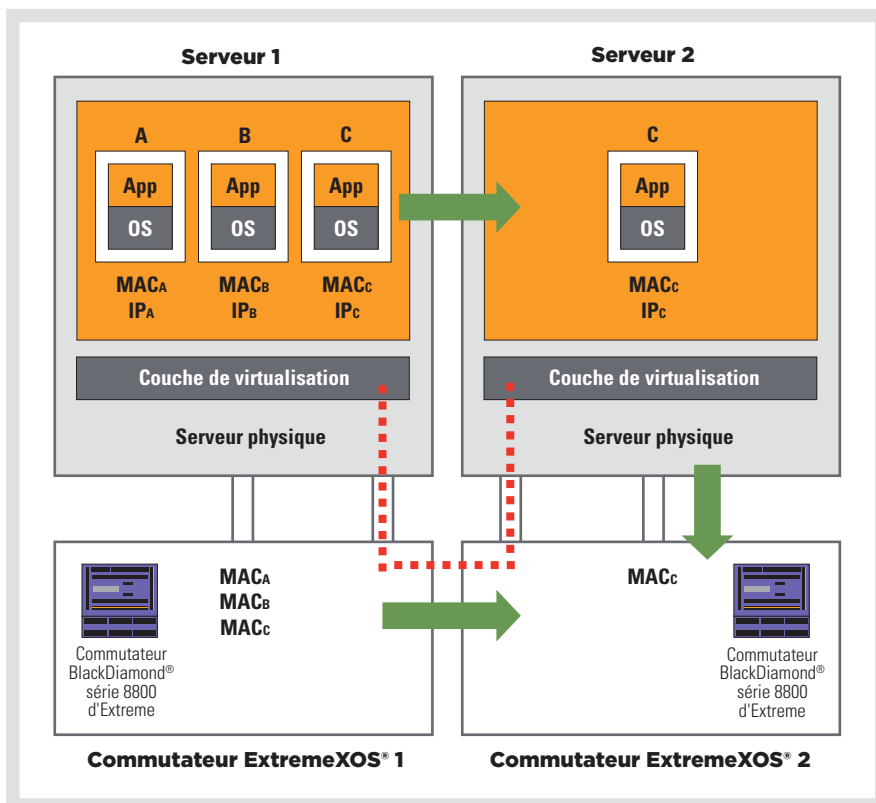 Serveur 1
A B C
App App App
OS OS OS
MACA MACB MACC
IPA IPB IPC
Couche de virtualisation
Serveur physique
Serveur 2
C
App
OS
MACC
IPC
Couche de virtualisation
Serveur physique
MACA
MACB
MACC
Commutateur
BlackDiamond®
série 8800
d'Extreme
Commutateur ExtremeXOS® 1
MACC
Commutateur
BlackDiamond®
série 8800
d'Extreme
Commutateur ExtremeXOS® 2